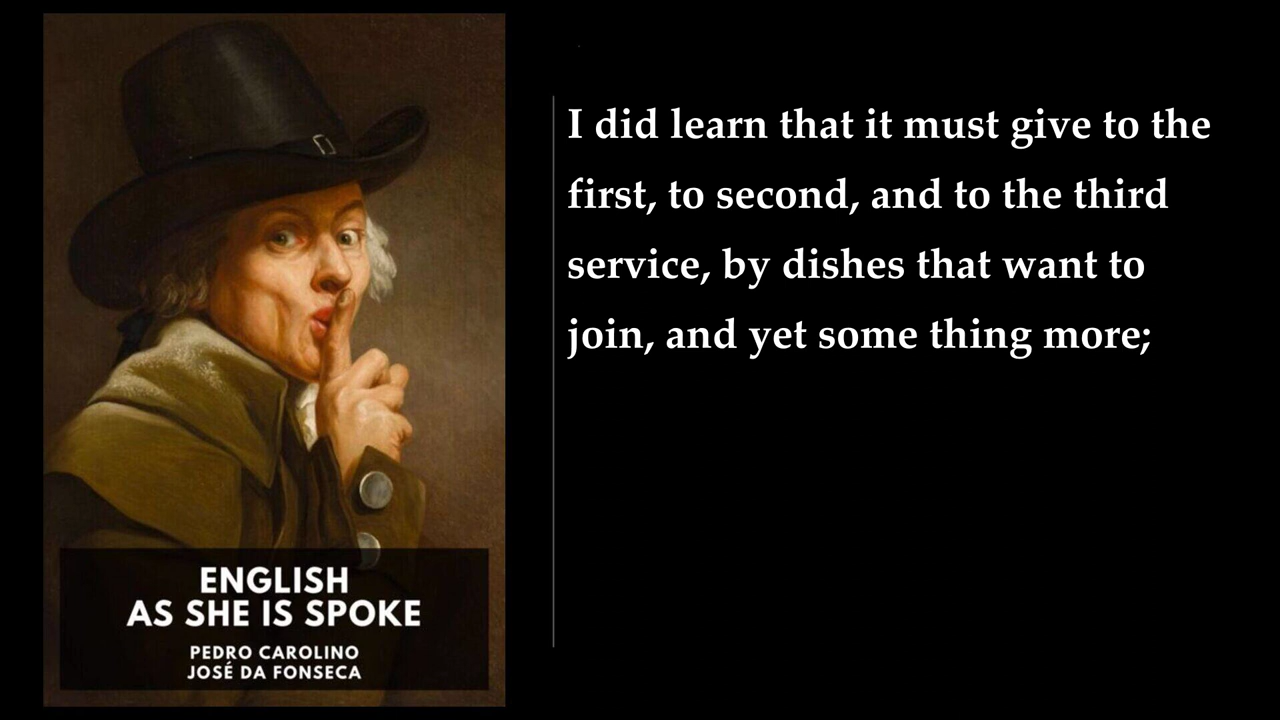 I did learn that it must give to the
first, to second, and to the third
service, by dishes that want to
join, and yet some thing more;
ENGLISH
AS SHE IS SPOKE
PEDRO CAROLINO
JOSÉ DA FONSECA